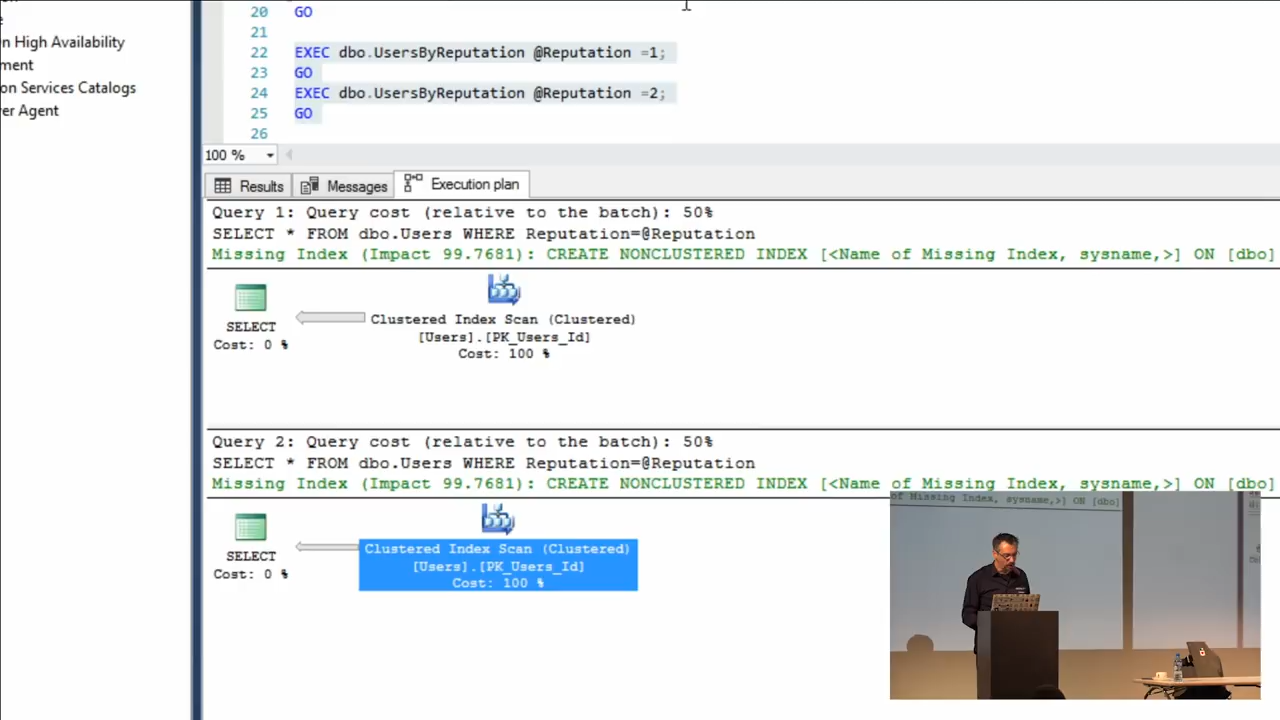 20 GO
n High Availability
21
ment
22 EXEC dbo.UsersByReputation @Reputation =1;
23 GO
on Services Catalogs
24 EXEC dbo.UsersByReputation @Reputation =2;
er Agent
25 GO
26
100 %
Results Messages Execution plan
Query 1: Query cost (relative to the batch): 50%
SELECT * FROM dbo.Users WHERE Reputation=@Reputation
Missing Index (Impact 99.7681): CREATE NONCLUSTERED INDEX [<Name of Missing Index, sysname,>] ON [dbo]
SELECT
Cost: 0 %
Clustered Index Scan (Clustered)
[Users].[PK_Users_Id]
Cost: 100 %
Query 2: Query cost (relative to the batch): 50%
SELECT * FROM dbo.Users WHERE Reputation=@Reputation
Missing Index (Impact 99.7681): CREATE NONCLUSTERED INDEX [<Name of Missing Index, sysname,>] ON [dbo]
SELECT
Cost: 0 %
Clustered Index Scan (Clustered)
[Users].[PK_Users_Id]
Cost: 100 %
of Missing Index, sysname,>] ON [dbo]